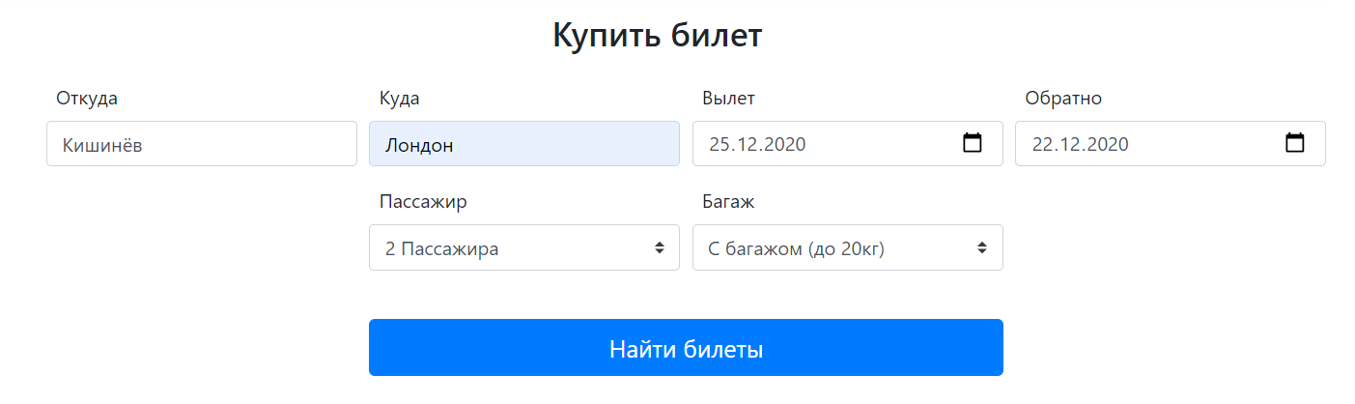 Купить билет
Откуда Куда Вылет Обратно
Кишинёв Лондон 25.12.2020 22.12.2020
Пассажир Багаж
2 Пассажира С багажом (до 20кг)
Найти билеты